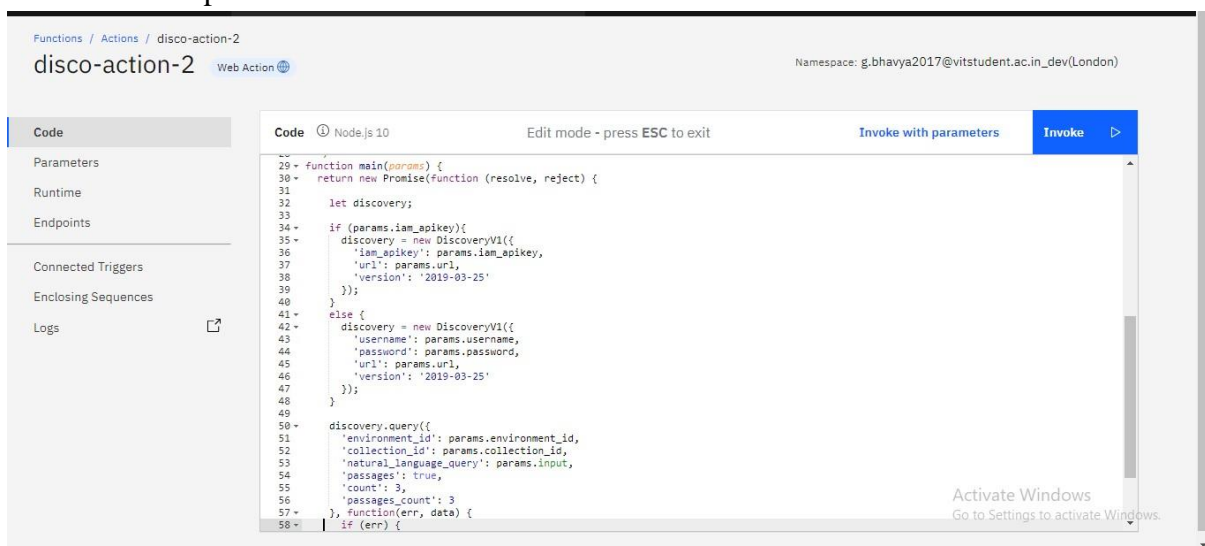 Functions / Actions / disco-action-2
disco-action-2 Web Action
Namespace: g.bhavya2017@vitstudent.ac.in_dev(London)
Code
Parameters
Runtime
Endpoints
Connected Triggers
Enclosing Sequences
Logs
Code Node.js 10 Edit mode - press ESC to exit Invoke with parameters Invoke
29 function main(params) {
30 return new Promise(function (resolve, reject) {
31
32 let discovery;
33
34 if (params.iam_apikey){
35 discovery = new DiscoveryV1({
36 'iam_apikey': params.iam_apikey,
37 'url': params.url,
38 'version': '2019-03-25'
39 });
40 }
41 else {
42 discovery = new DiscoveryV1({
43 'username': params.username,
44 'password': params.password,
45 'url': params.url,
46 'version': '2019-03-25'
47 });
48 }
49
50 discovery.query({
51 'environment_id': params.environment_id,
52 'collection_id': params.collection_id,
53 'natural_language_query': params.input,
54 'passages': true,
55 'count': 3,
56 'passages_count': 3
57 }, function(err, data) {
58 if (err) {
Activate Windows
Go to Settings to activate Windows.